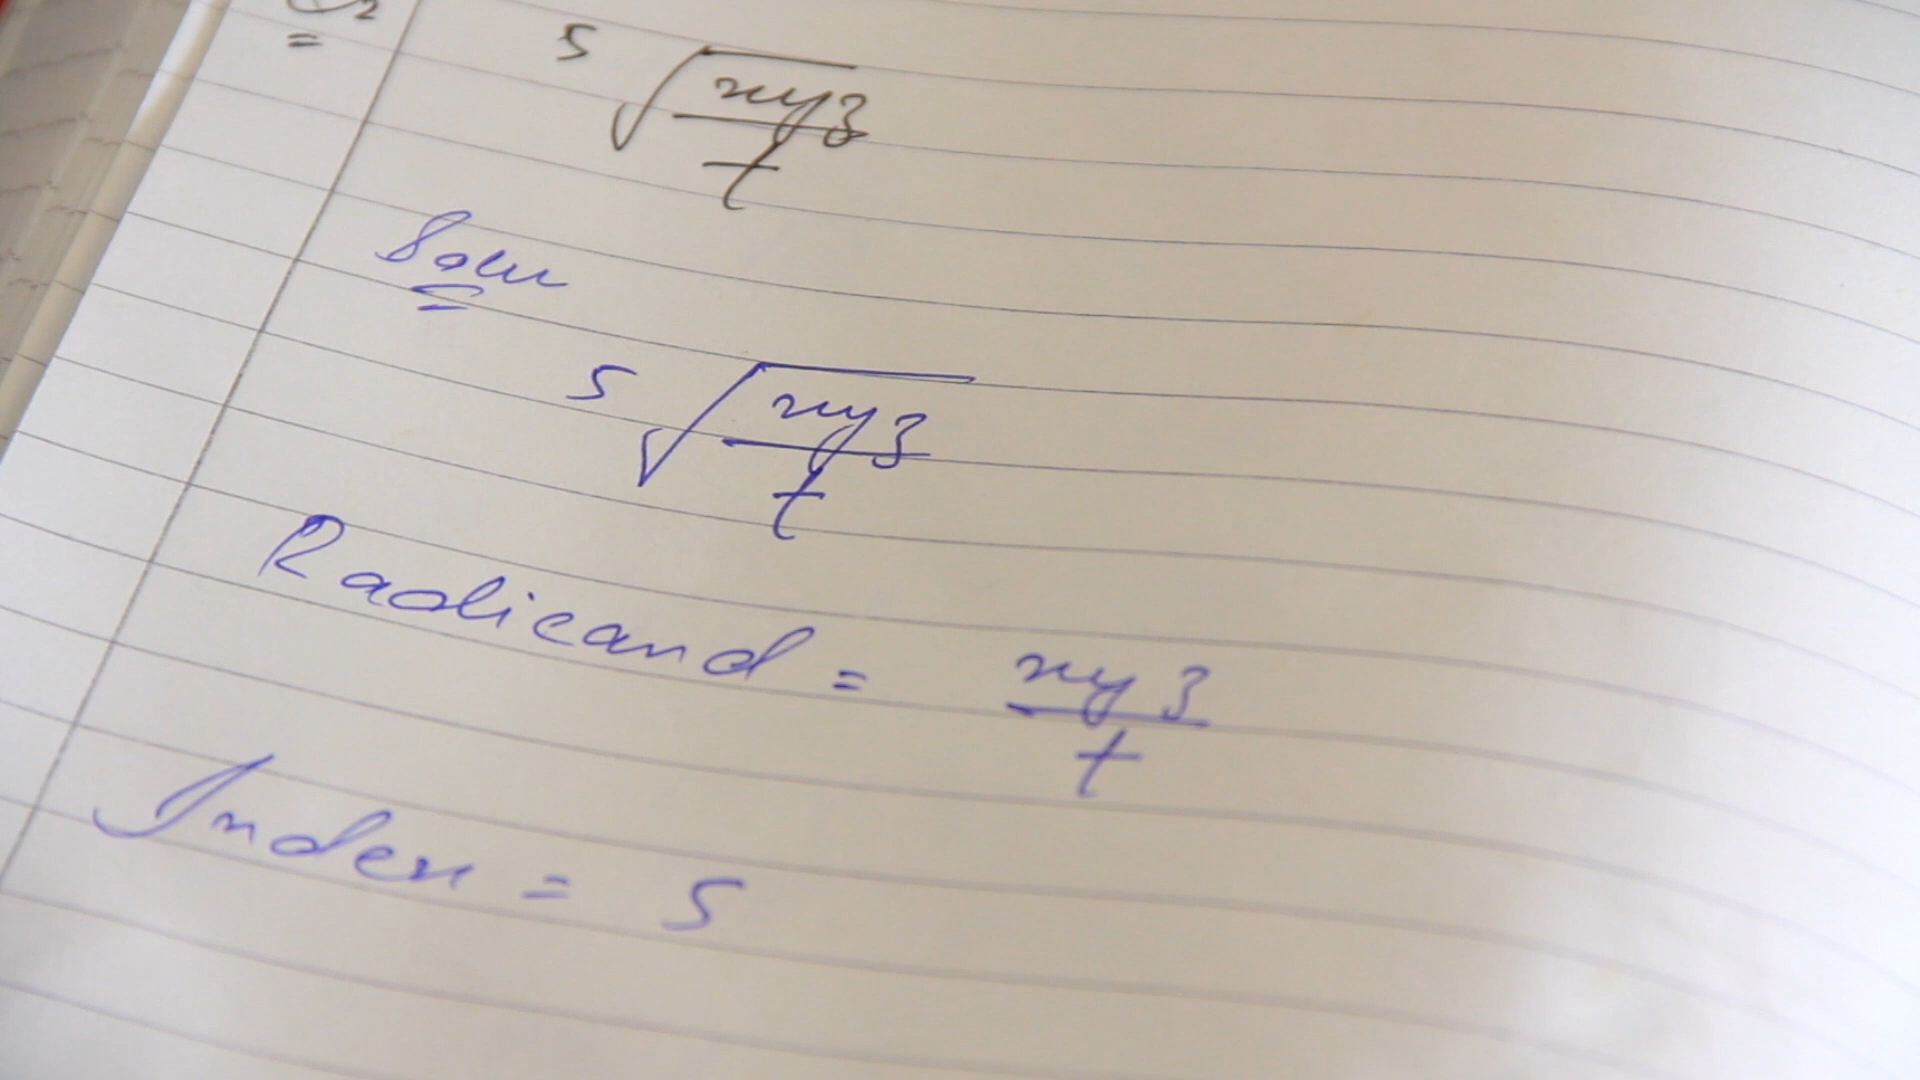 5√(xyz/t)
Soln
5√(xyz/t)
Radicand = xyz/t
Index = 5